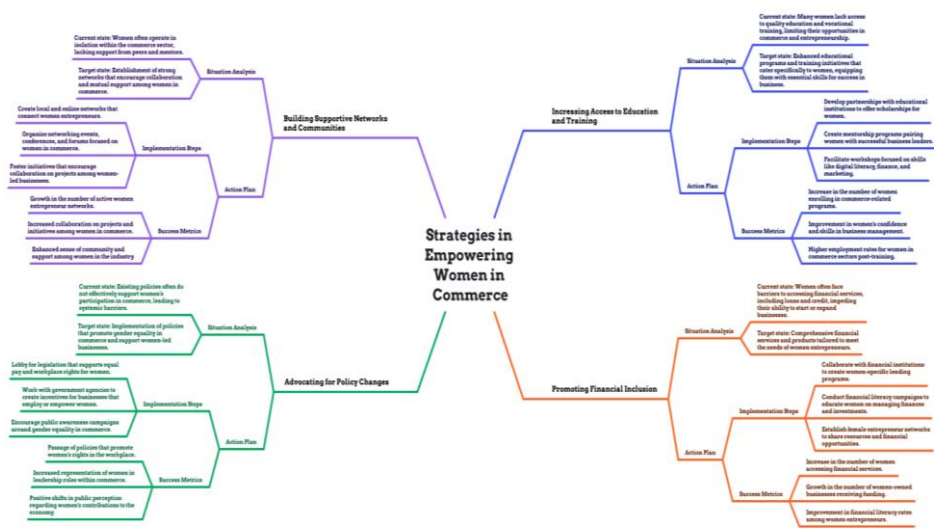 Strategies in
Empowering
Women in
Commerce
Building Supportive Networks
and Communities
Situation Analysis
Current state: Women often operate in
isolation within the commerce sector,
lacking support from peers and mentors.
Target state: Establishment of strong
networks that encourage collaboration
and mutual support among women in
commerce.
Action Plan
Implementation Steps
Create local and online networks that
connect women entrepreneurs.
Organize networking events,
conferences, and forums focused on
women in commerce.
Foster initiatives that encourage
collaboration on projects among women-
led businesses.
Success Metrics
Growth in the number of active women
entrepreneur networks.
Increased collaboration on projects and
initiatives among women in commerce.
Enhanced sense of community and
support among women in the industry.
Increasing Access to Education
and Training
Situation Analysis
Current state: Many women lack access
to quality education and vocational
training, limiting their opportunities in
commerce and entrepreneurship.
Target state: Enhanced educational
programs and training initiatives that
cater specifically to women, equipping
them with essential skills for success in
business.
Action Plan
Implementation Steps
Develop partnerships with educational
institutions to offer scholarships for
women.
Create mentorship programs pairing
women with successful business leaders.
Facilitate workshops focused on skills
like digital literacy, finance, and
marketing.
Success Metrics
Increase in the number of women
enrolling in commerce-related
programs.
Improvement in women's confidence
and skills in business management.
Higher employment rates for women in
commerce sectors post-training.
Advocating for Policy Changes
Situation Analysis
Current state: Existing policies often do
not effectively support women's
participation in commerce, leading to
systemic barriers.
Target state: Implementation of policies
that promote gender equality in
commerce and support women-led
businesses.
Action Plan
Implementation Steps
Lobby for legislation that supports equal
pay and workplace rights for women.
Work with government agencies to
create incentives for businesses that
employ or empower women.
Encourage public awareness campaigns
around gender equality in commerce.
Success Metrics
Passage of policies that promote
women's rights in the workplace.
Increased representation of women in
leadership roles within commerce.
Positive shifts in public perception
regarding women's contributions to the
economy.
Promoting Financial Inclusion
Situation Analysis
Current state: Women often face
barriers to accessing financial services,
including loans and credit, impeding
their ability to start or expand
businesses.
Target state: Comprehensive financial
services and products tailored to meet
the needs of women entrepreneurs.
Action Plan
Implementation Steps
Collaborate with financial institutions
to create women-specific lending
programs.
Conduct financial literacy campaigns to
educate women on managing finances
and investments.
Establish female entrepreneur networks
to share resources and financial
opportunities.
Success Metrics
Increase in the number of women
accessing financial services.
Growth in the number of women-owned
businesses receiving funding.
Improvement in financial literacy rates
among women entrepreneurs.